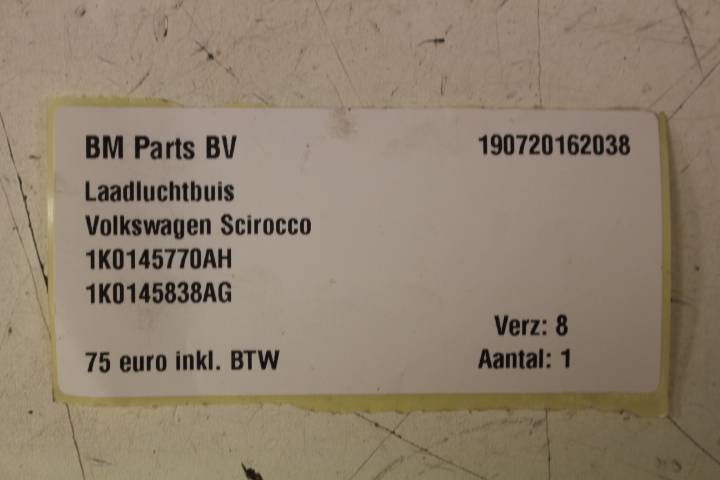 BM Parts BV 190720162038
Laadluchtbuis
Volkswagen Scirocco
1K0145770AH
1K0145838AG
Verz: 8
75 euro inkl. BTW Aantal: 1